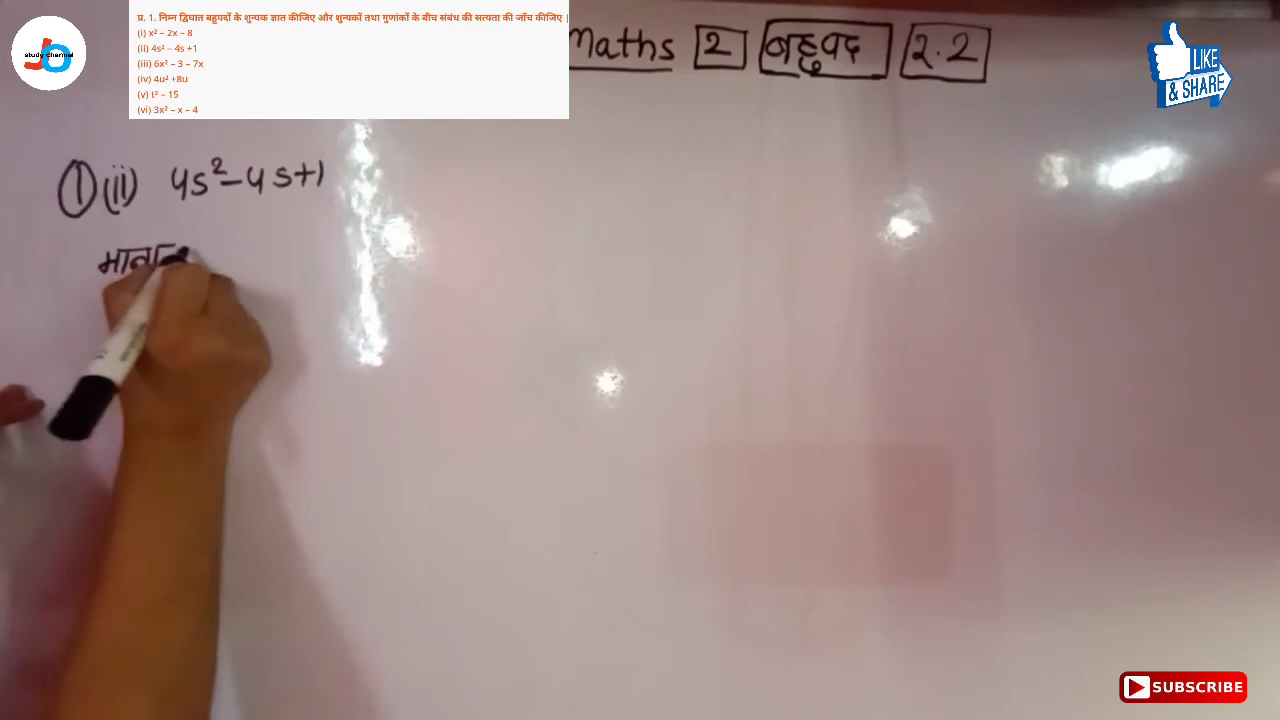 study channel
प्र. 1. निम्न द्विघात बहुपदों के शून्यक ज्ञात कीजिए और शून्यकों तथा गुणांकों के बीच संबंध की सत्यता की जाँच कीजिए |
(i) x² – 2x – 8
(ii) 4s² – 4s +1
(iii) 6x² – 3 – 7x
(iv) 4u² +8u
(v) t² – 15
(vi) 3x² – x – 4
Maths 2 बहुपद 2.2
LIKE
& SHARE
① (ii) 4s²-4s+1
SUBSCRIBE